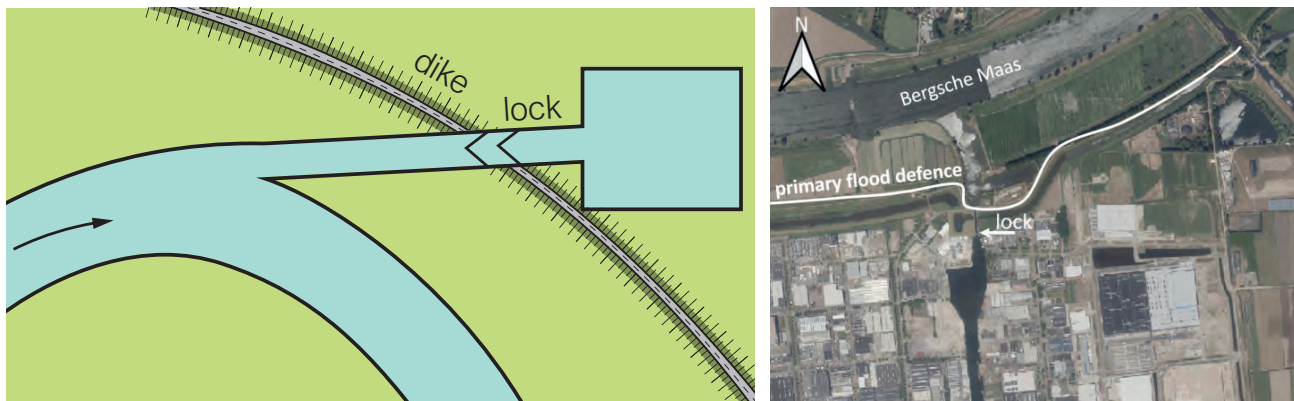 dike
lock
N
Bergsche Maas
primary flood defence
lock